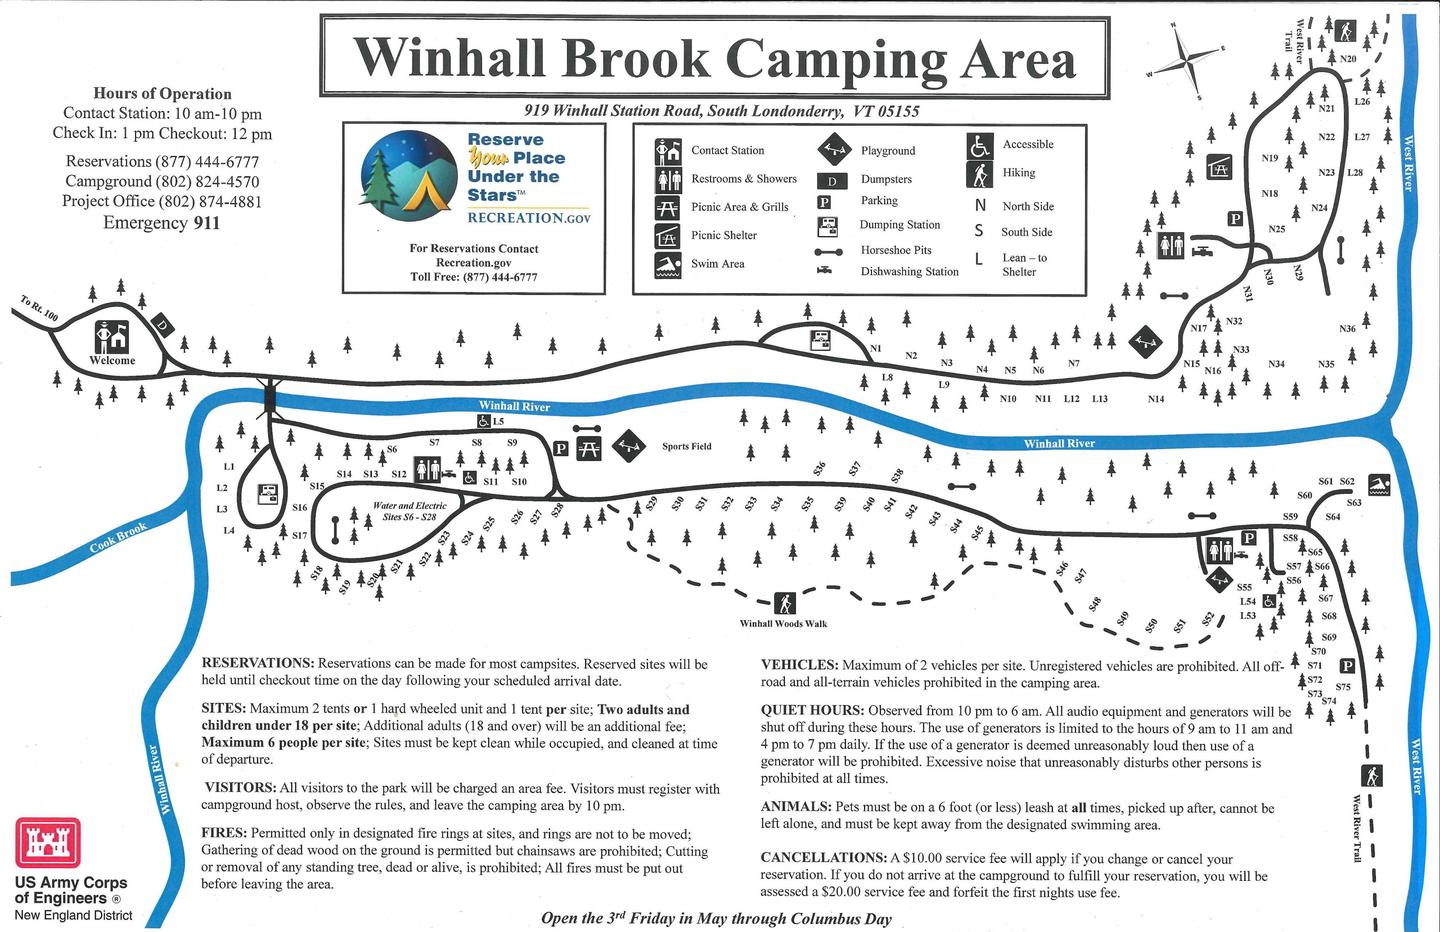 Winhall Brook Camping Area
919 Winhall Station Road, South Londonderry, VT 05155
Hours of Operation
Contact Station: 10 am-10 pm
Check In: 1 pm Checkout: 12 pm
Reservations (877) 444-6777
Campground (802) 824-4570
Project Office (802) 874-4881
Emergency 911
Reserve
Your Place
Under the
Stars™
RECREATION.GOV
For Reservations Contact
Recreation.gov
Toll Free: (877) 444-6777
Contact Station
Restrooms & Showers
Picnic Area & Grills
Picnic Shelter
Swim Area
Playground
D Dumpsters
P Parking
Dumping Station
Horseshoe Pits
Dishwashing Station
Accessible
Hiking
N North Side
S South Side
L Lean – to
Shelter
N
E
S
W
West River
Trail
N20
N21
L26
N22
L27
N19
N23
L28
N18
N24
P
N25
N30
N29
N31
West River
To Rt. 100
D
Welcome
N1
N2
N3
N4
N5
N6
N7
L8
L9
N10
N11
L12
L13
N14
N17
N32
N15
N16
N33
N34
N35
N36
Winhall River
Winhall River
L5
S6
S7
S8
S9
P
Sports Field
L1
L2
L3
L4
S14
S13
S12
S11
S10
S15
S16
S17
Water and Electric
Sites S6 - S28
S18
S19
S20
S21
S22
S23
S24
S25
S26
S27
S28
S29
S30
S31
S32
S33
S34
S35
S36
S37
S38
S39
S40
S41
S42
S43
S44
S45
S46
S47
S48
S49
S50
S51
S52
Winhall Woods Walk
S61
S62
S60
S63
S59
S64
P
S58
S65
S57
S66
S56
S55
S67
L54
L53
S68
S69
S70
S71
P
S72
S75
S73
S74
Cook Brook
Winhall River
West River
West River Trail
RESERVATIONS: Reservations can be made for most campsites. Reserved sites will be
held until checkout time on the day following your scheduled arrival date.
SITES: Maximum 2 tents or 1 hard wheeled unit and 1 tent per site; Two adults and
children under 18 per site; Additional adults (18 and over) will be an additional fee;
Maximum 6 people per site; Sites must be kept clean while occupied, and cleaned at time
of departure.
VISITORS: All visitors to the park will be charged an area fee. Visitors must register with
campground host, observe the rules, and leave the camping area by 10 pm.
FIRES: Permitted only in designated fire rings at sites, and rings are not to be moved;
Gathering of dead wood on the ground is permitted but chainsaws are prohibited; Cutting
or removal of any standing tree, dead or alive, is prohibited; All fires must be put out
before leaving the area.
VEHICLES: Maximum of 2 vehicles per site. Unregistered vehicles are prohibited. All off-
road and all-terrain vehicles prohibited in the camping area.
QUIET HOURS: Observed from 10 pm to 6 am. All audio equipment and generators will be
shut off during these hours. The use of generators is limited to the hours of 9 am to 11 am and
4 pm to 7 pm daily. If the use of a generator is deemed unreasonably loud then use of a
generator will be prohibited. Excessive noise that unreasonably disturbs other persons is
prohibited at all times.
ANIMALS: Pets must be on a 6 foot (or less) leash at all times, picked up after, cannot be
left alone, and must be kept away from the designated swimming area.
CANCELLATIONS: A $10.00 service fee will apply if you change or cancel your
reservation. If you do not arrive at the campground to fulfill your reservation, you will be
assessed a $20.00 service fee and forfeit the first nights use fee.
US Army Corps
of Engineers ®
New England District
Open the 3rd Friday in May through Columbus Day